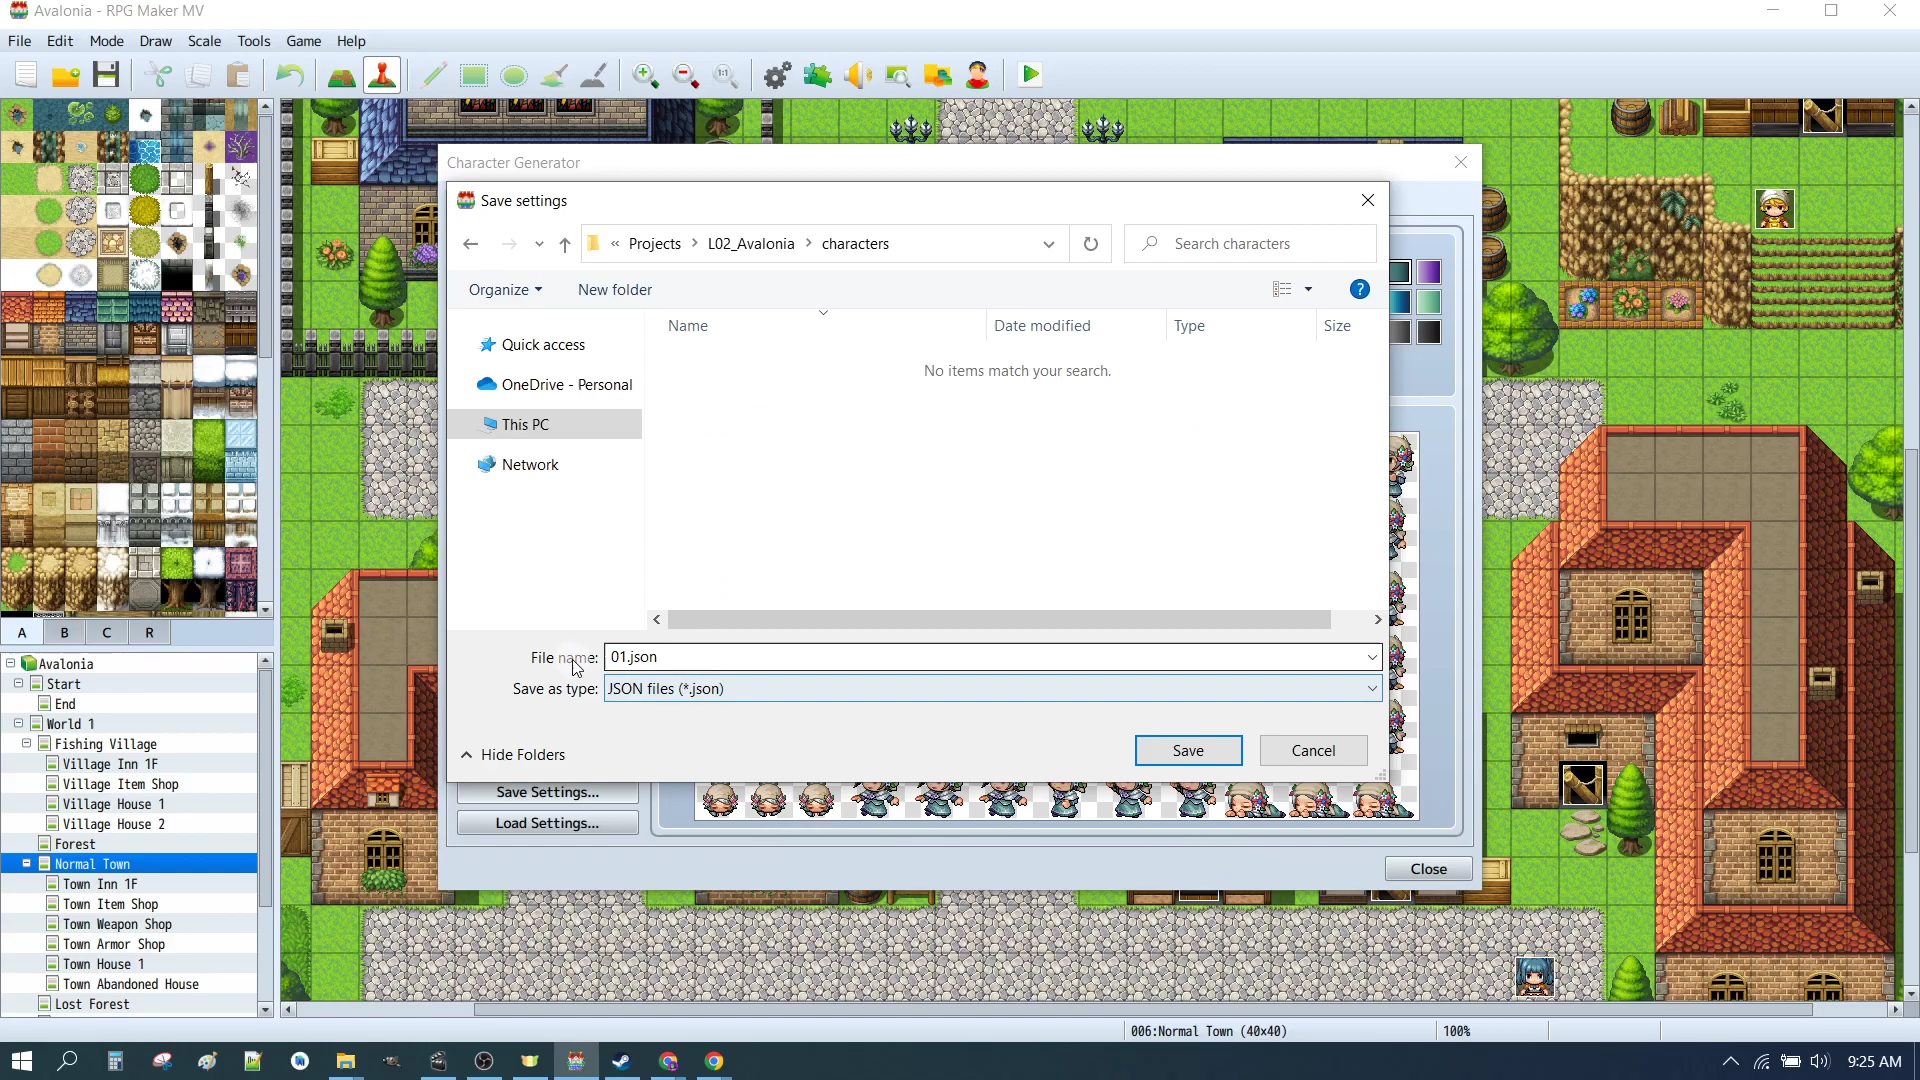 Avalonia - RPG Maker MV
File Edit Mode Draw Scale Tools Game Help
1:1
Character Generator
Save settings
« Projects > L02_Avalonia > characters
Search characters
Organize New folder
?
Name Date modified Type Size
No items match your search.
Quick access
OneDrive - Personal
This PC
Network
File name: 01.json
Save as type: JSON files (*.json)
Hide Folders
Save Cancel
Save Settings...
Load Settings...
Close
A B C R
Avalonia
Start
End
World 1
Fishing Village
Village Inn 1F
Village Item Shop
Village House 1
Village House 2
Forest
Normal Town
Town Inn 1F
Town Item Shop
Town Weapon Shop
Town Armor Shop
Town House 1
Town Abandoned House
Lost Forest
006:Normal Town (40x40) 100%
9:25 AM